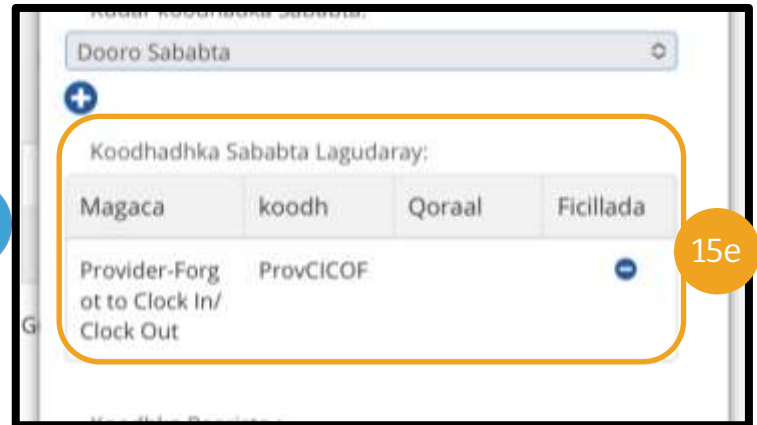 Dooro Sababta
Koodhadhka Sababta Lagudaray:
Magaca koodh Qoraal Ficillada
Provider-Forg ProvCICOF
ot to Clock In/
Clock Out
15e
G